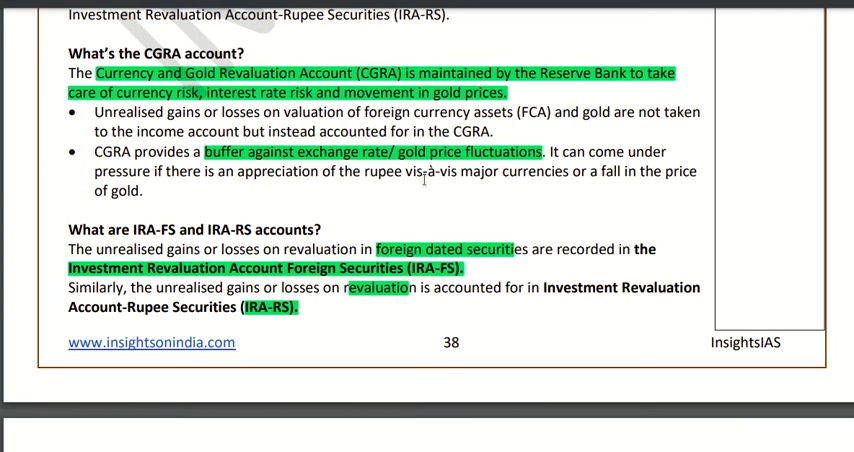 Investment Revaluation Account-Rupee Securities (IRA-RS).
What's the CGRA account?
The Currency and Gold Revaluation Account (CGRA) is maintained by the Reserve Bank to take
care of currency risk, interest rate risk and movement in gold prices.
• Unrealised gains or losses on valuation of foreign currency assets (FCA) and gold are not taken
to the income account but instead accounted for in the CGRA.
• CGRA provides a buffer against exchange rate/ gold price fluctuations. It can come under
pressure if there is an appreciation of the rupee vis-à-vis major currencies or a fall in the price
of gold.
What are IRA-FS and IRA-RS accounts?
The unrealised gains or losses on revaluation in foreign dated securities are recorded in the
Investment Revaluation Account Foreign Securities (IRA-FS).
Similarly, the unrealised gains or losses on revaluation is accounted for in Investment Revaluation
Account-Rupee Securities (IRA-RS).
www.insightsonindia.com 38 InsightsIAS